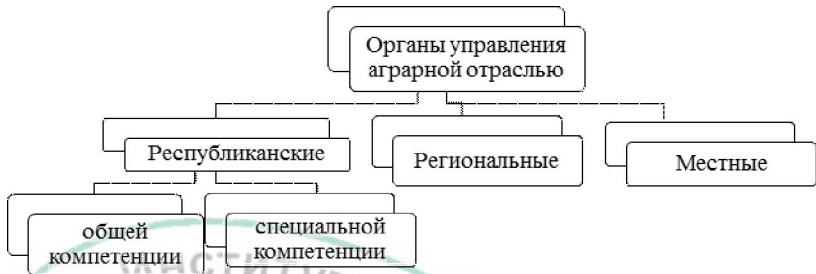 Органы управления
аграрной отраслью
Республиканские
Региональные
Местные
общей
компетенции
специальной
компетенции